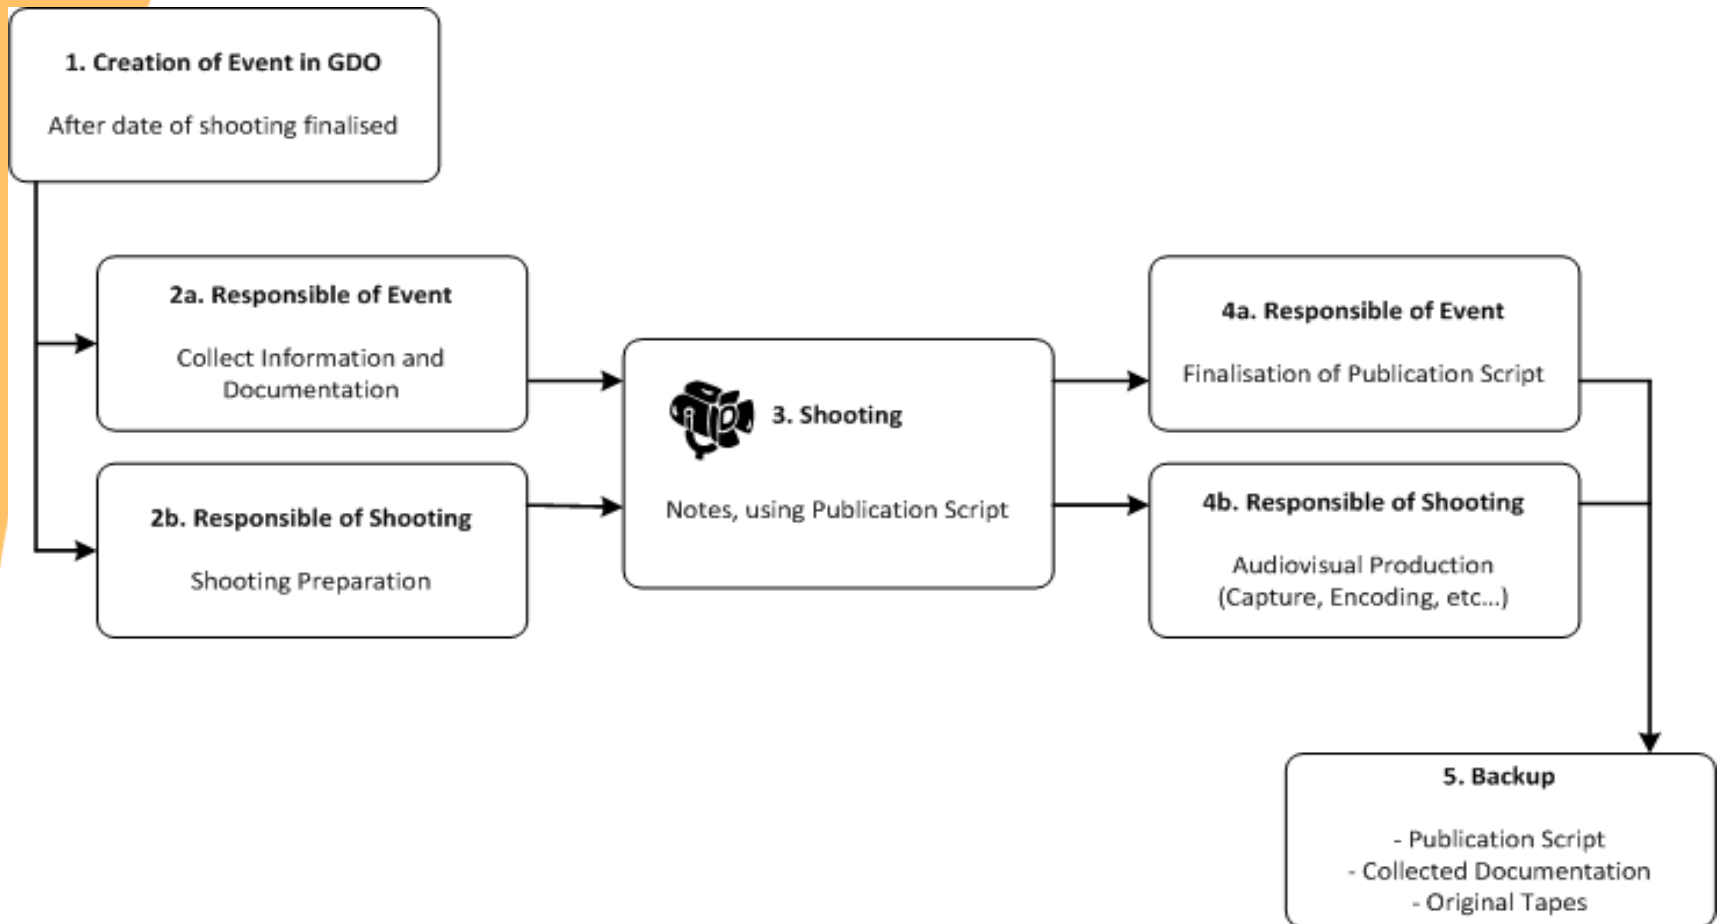 1. Creation of Event in GDO
After date of shooting finalised
2a. Responsible of Event
Collect Information and
Documentation
2b. Responsible of Shooting
Shooting Preparation
3. Shooting
Notes, using Publication Script
4a. Responsible of Event
Finalisation of Publication Script
4b. Responsible of Shooting
Audiovisual Production
(Capture, Encoding, etc...)
5. Backup
- Publication Script
- Collected Documentation
- Original Tapes